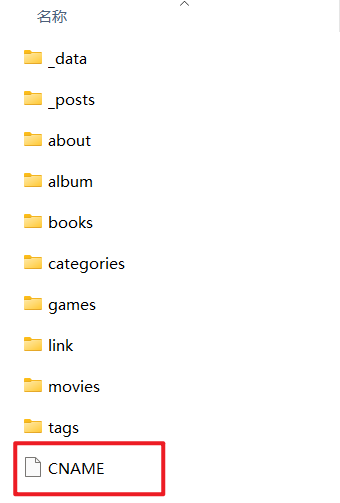 名称
_data
_posts
about
album
books
categories
games
link
movies
tags
CNAME